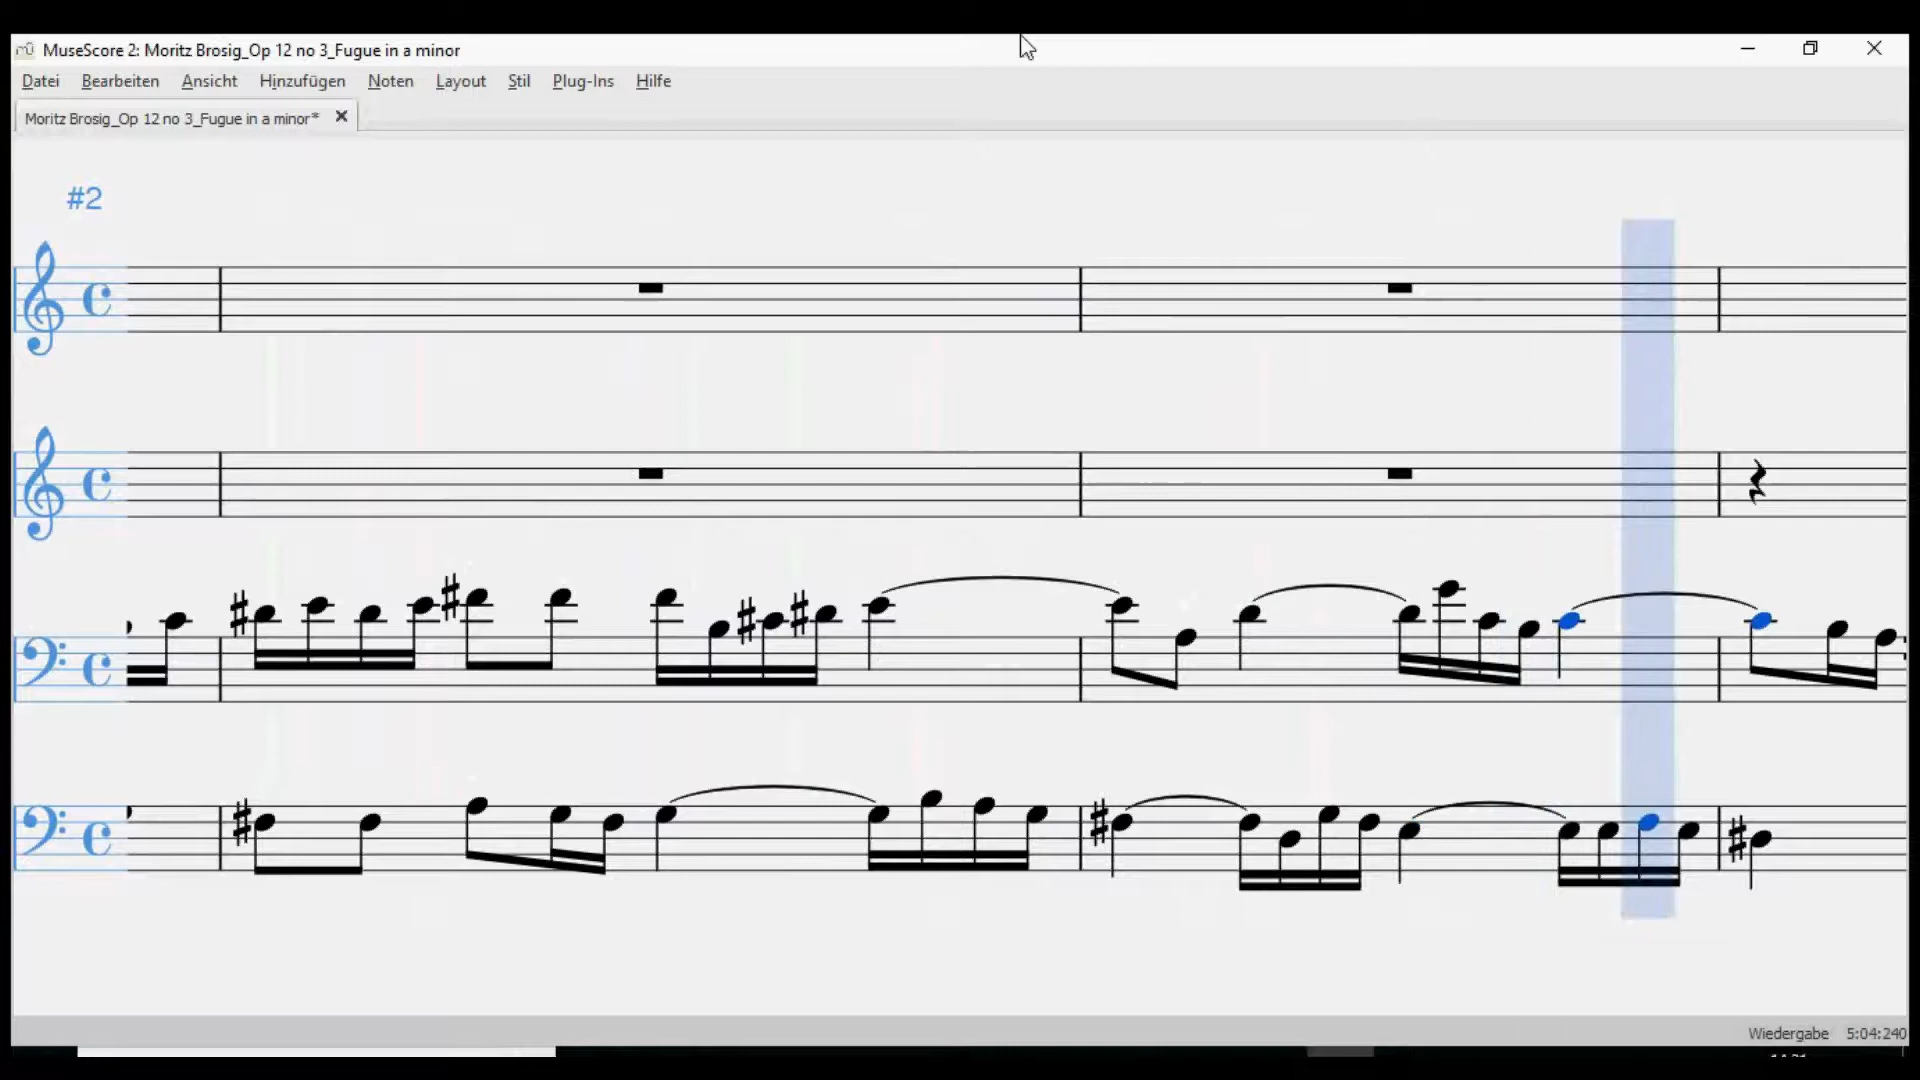 MuseScore 2: Moritz Brosig_Op 12 no 3_Fugue in a minor
Datei Bearbeiten Ansicht Hinzufügen Noten Layout Stil Plug-Ins Hilfe
Moritz Brosig_Op 12 no 3_Fugue in a minor*
#2
Wiedergabe 5:04:240